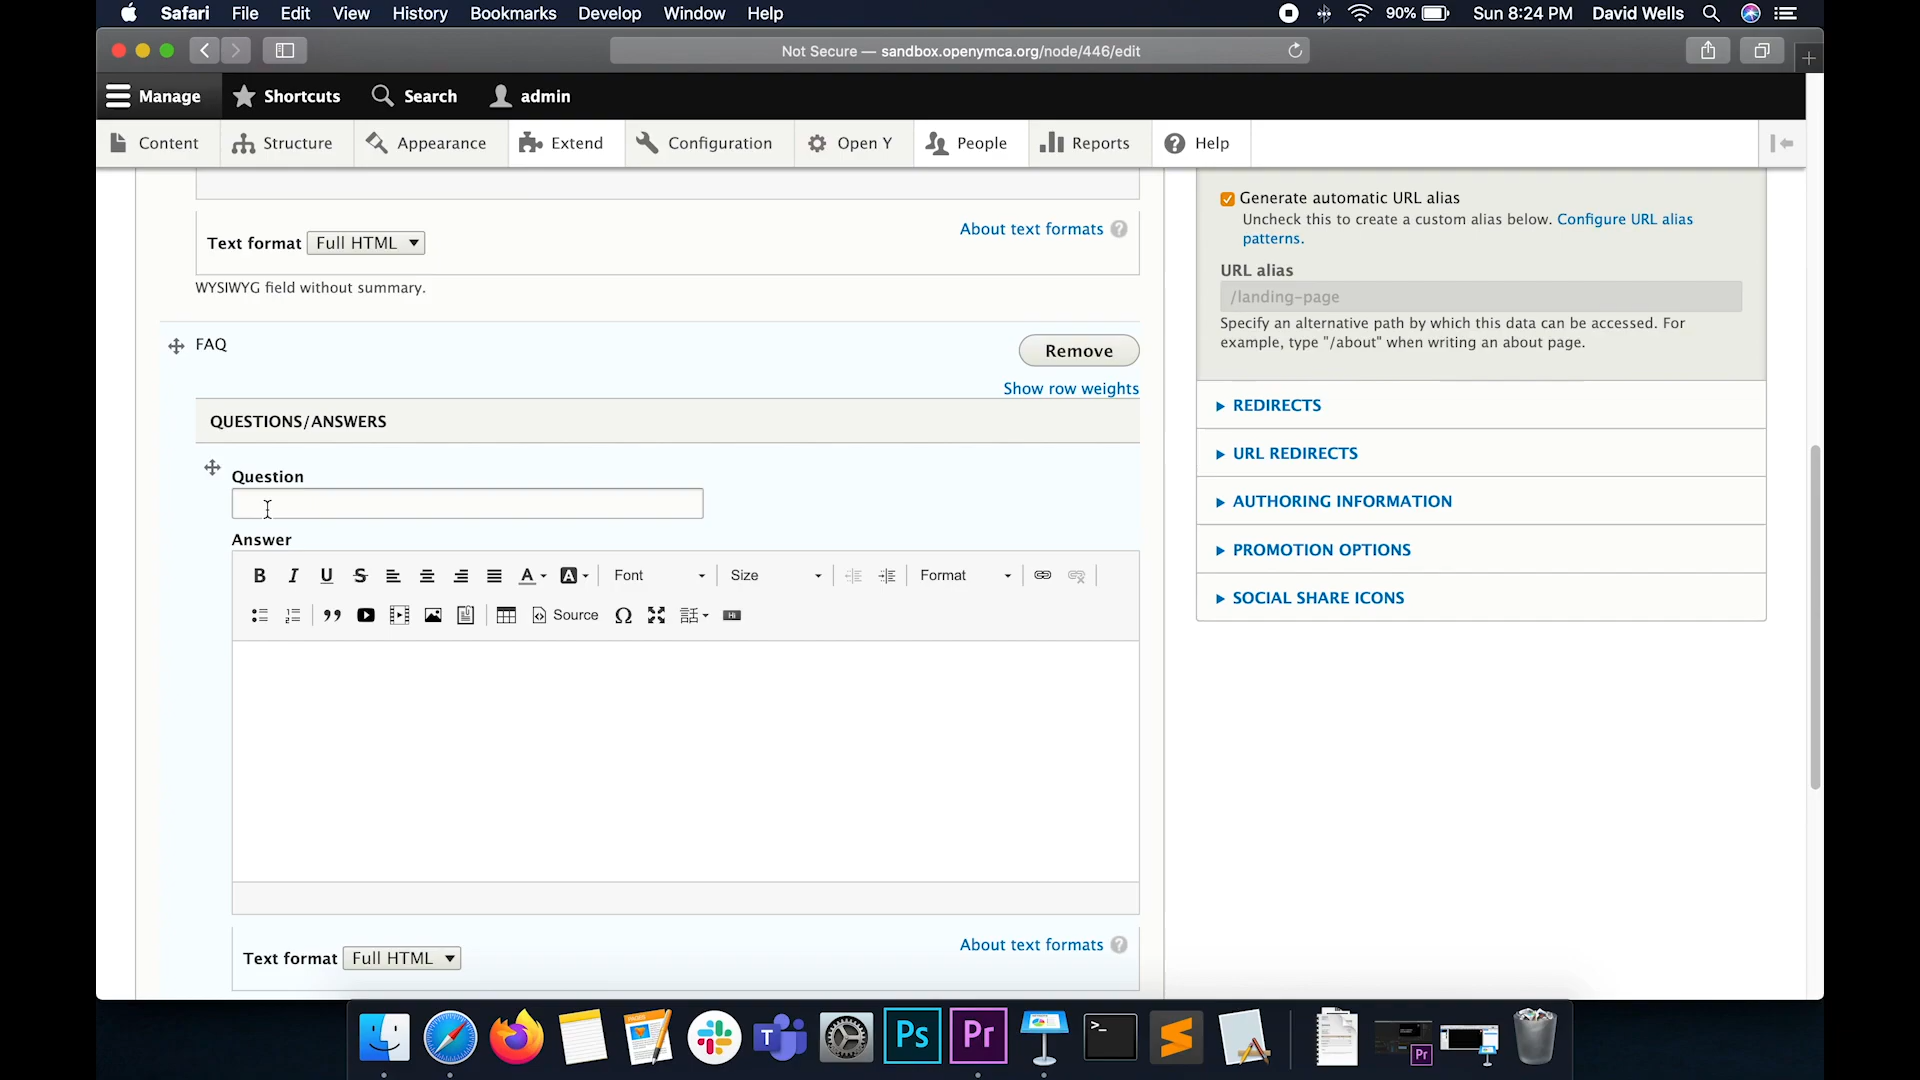 Safari File Edit View History Bookmarks Develop Window Help 90% Sun 8:24 PM David Wells
Not Secure — sandbox.openymca.org/node/446/edit
Manage Shortcuts Search admin
Content Structure Appearance Extend Configuration Open Y People Reports Help
Text format Full HTML About text formats
WYSIWYG field without summary.
FAQ Remove
Show row weights
QUESTIONS/ANSWERS
Question
Answer
B I U S A A Font Size Format
Source Ω 話 Hi
Text format Full HTML About text formats
Generate automatic URL alias
Uncheck this to create a custom alias below. Configure URL alias
patterns.
URL alias
/landing-page
Specify an alternative path by which this data can be accessed. For
example, type "/about" when writing an about page.
REDIRECTS
URL REDIRECTS
AUTHORING INFORMATION
PROMOTION OPTIONS
SOCIAL SHARE ICONS
PAGES T Ps Pr >_ Pr